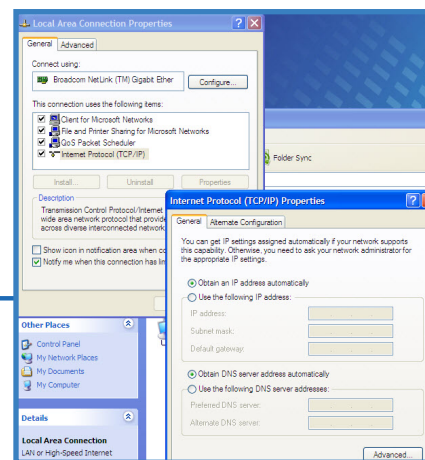 Local Area Connection Properties
General
Advanced
Connect using:
Broadcom NetLink (TM) Gigabit Ether
Configure...
This connection uses the following items:
Client for Microsoft Networks
File and Printer Sharing for Microsoft Networks
QoS Packet Scheduler
Internet Protocol (TCP/IP)
Install...
Uninstall
Properties
Description
Transmission Control Protocol/Internet
wide area network protocol that provide
across diverse interconnected network
Show icon in notification area when co
Notify me when this connection has lim
Folder Sync
Internet Protocol (TCP/IP) Properties
General
Alternate Configuration
You can get IP settings assigned automatically if your network supports
this capability. Otherwise, you need to ask your network administrator for
the appropriate IP settings.
Obtain an IP address automatically
Use the following IP address:
IP address:
Subnet mask:
Default gateway:
Obtain DNS server address automatically
Use the following DNS server addresses:
Preferred DNS server:
Alternate DNS server:
Advanced...
Other Places
Control Panel
My Network Places
My Documents
My Computer
Details
Local Area Connection
LAN or High-Speed Internet